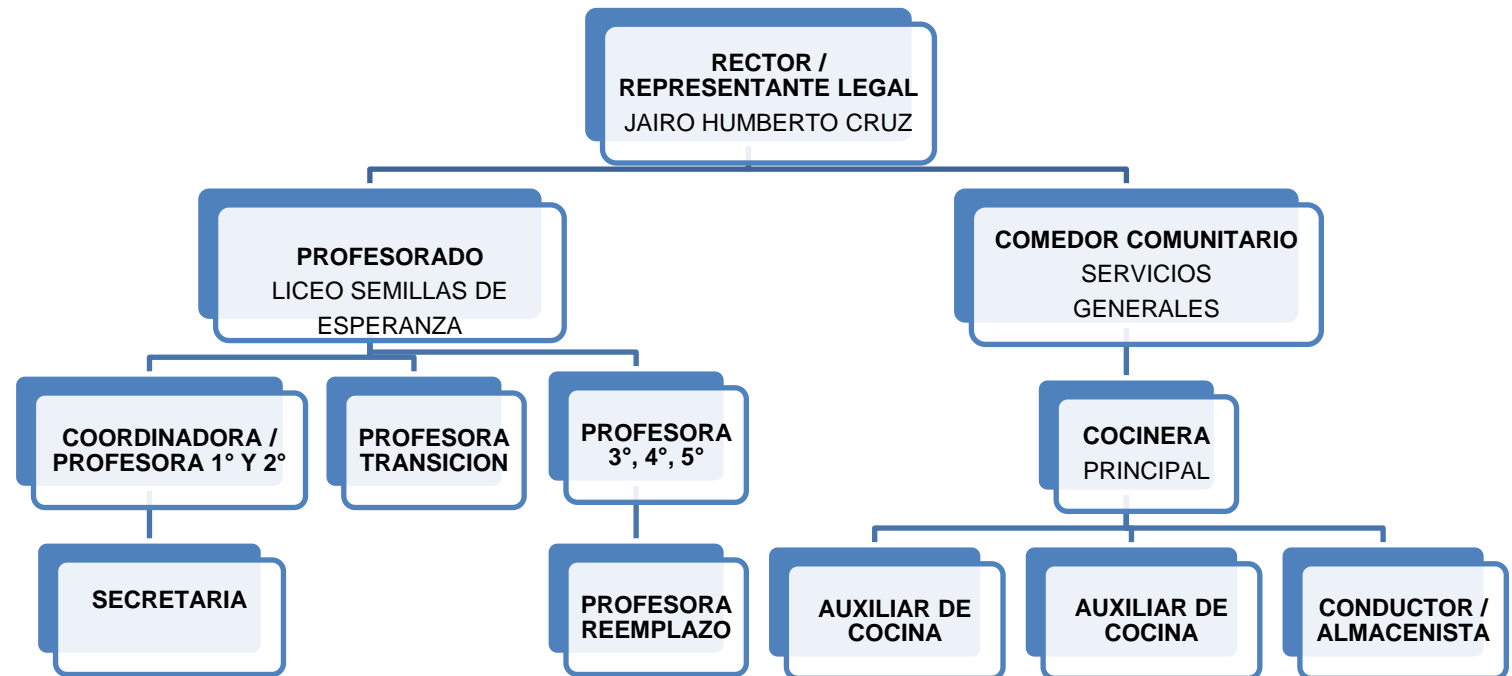 RECTOR /
REPRESENTANTE LEGAL
JAIRO HUMBERTO CRUZ
PROFESORADO
LICEO SEMILLAS DE
ESPERANZA
COMEDOR COMUNITARIO
SERVICIOS
GENERALES
COORDINADORA /
PROFESORA 1° Y 2°
PROFESORA
TRANSICION
PROFESORA
3°, 4°, 5°
COCINERA
PRINCIPAL
SECRETARIA
PROFESORA
REEMPLAZO
AUXILIAR DE
COCINA
AUXILIAR DE
COCINA
CONDUCTOR /
ALMACENISTA